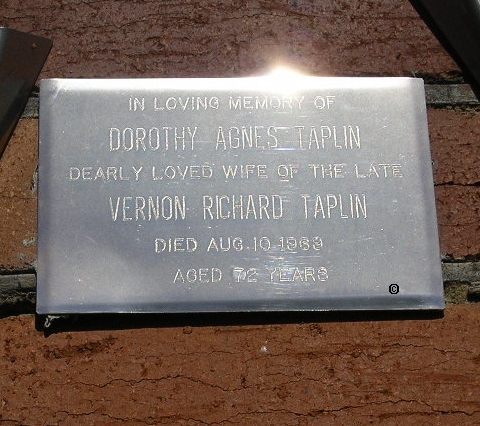 IN LOVING MEMORY OF
DOROTHY AGNES TAPLIN
DEARLY LOVED WIFE OF THE LATE
VERNON RICHARD TAPLIN
DIED AUG. 10. 1969
AGED 72 YEARS
©